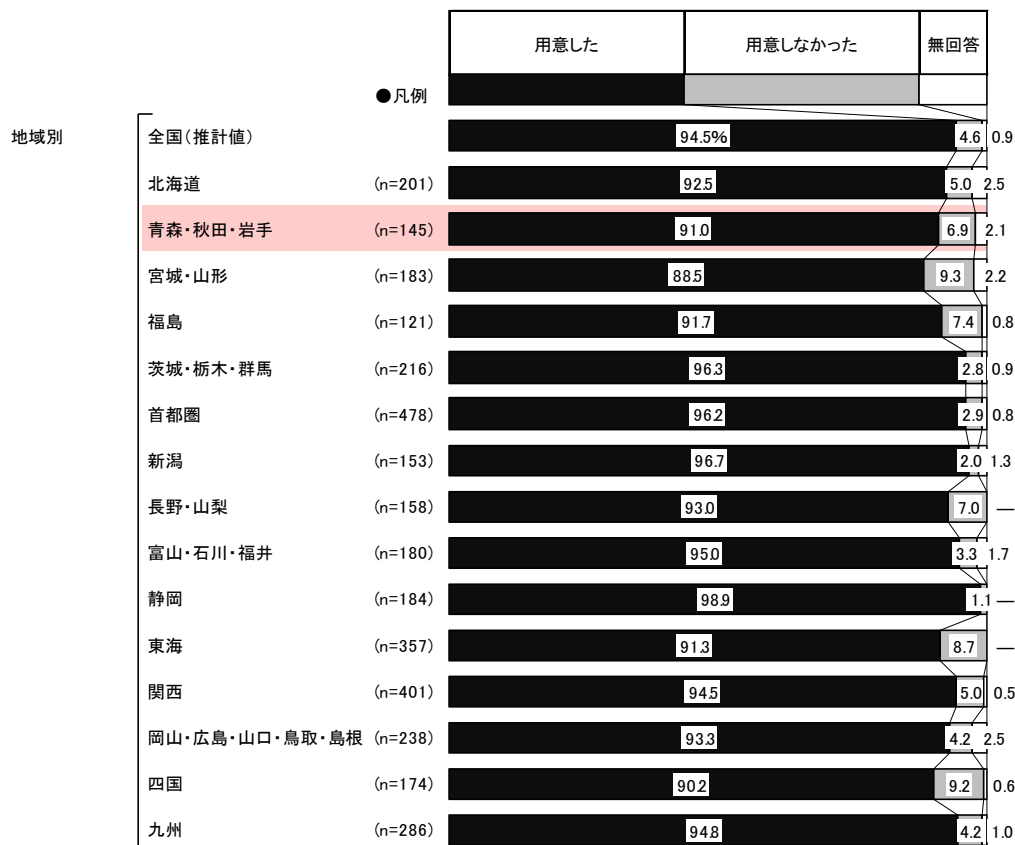 用意した 用意しなかった 無回答
●凡例
地域別 全国(推計値) 94.5% 4.6 0.9
北海道 (n=201) 92.5 5.0 2.5
青森・秋田・岩手 (n=145) 91.0 6.9 2.1
宮城・山形 (n=183) 88.5 9.3 2.2
福島 (n=121) 91.7 7.4 0.8
茨城・栃木・群馬 (n=216) 96.3 2.8 0.9
首都圏 (n=478) 96.2 2.9 0.8
新潟 (n=153) 96.7 2.0 1.3
長野・山梨 (n=158) 93.0 7.0 ―
富山・石川・福井 (n=180) 95.0 3.3 1.7
静岡 (n=184) 98.9 1.1 ―
東海 (n=357) 91.3 8.7 ―
関西 (n=401) 94.5 5.0 0.5
岡山・広島・山口・鳥取・島根 (n=238) 93.3 4.2 2.5
四国 (n=174) 90.2 9.2 0.6
九州 (n=286) 94.8 4.2 1.0